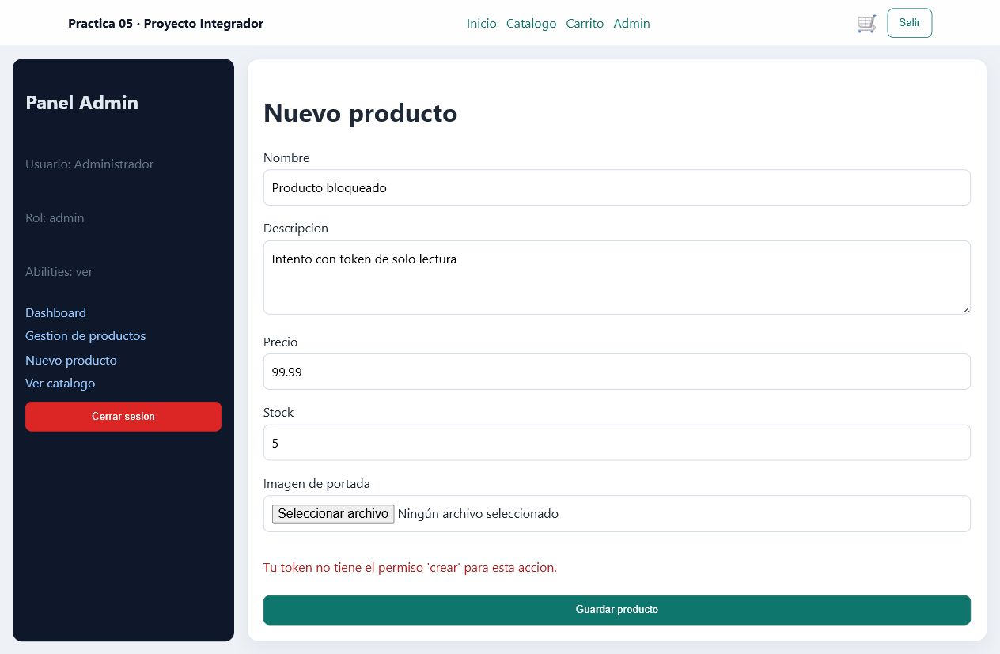 Practica 05 · Proyecto Integrador
Inicio Catalogo Carrito Admin
Salir
Panel Admin
Usuario: Administrador
Rol: admin
Abilities: ver
Dashboard
Gestion de productos
Nuevo producto
Ver catalogo
Cerrar sesion
Nuevo producto
Nombre
Producto bloqueado
Descripcion
Intento con token de solo lectura
Precio
99.99
Stock
5
Imagen de portada
Seleccionar archivo Ningún archivo seleccionado
Tu token no tiene el permiso 'crear' para esta accion.
Guardar producto